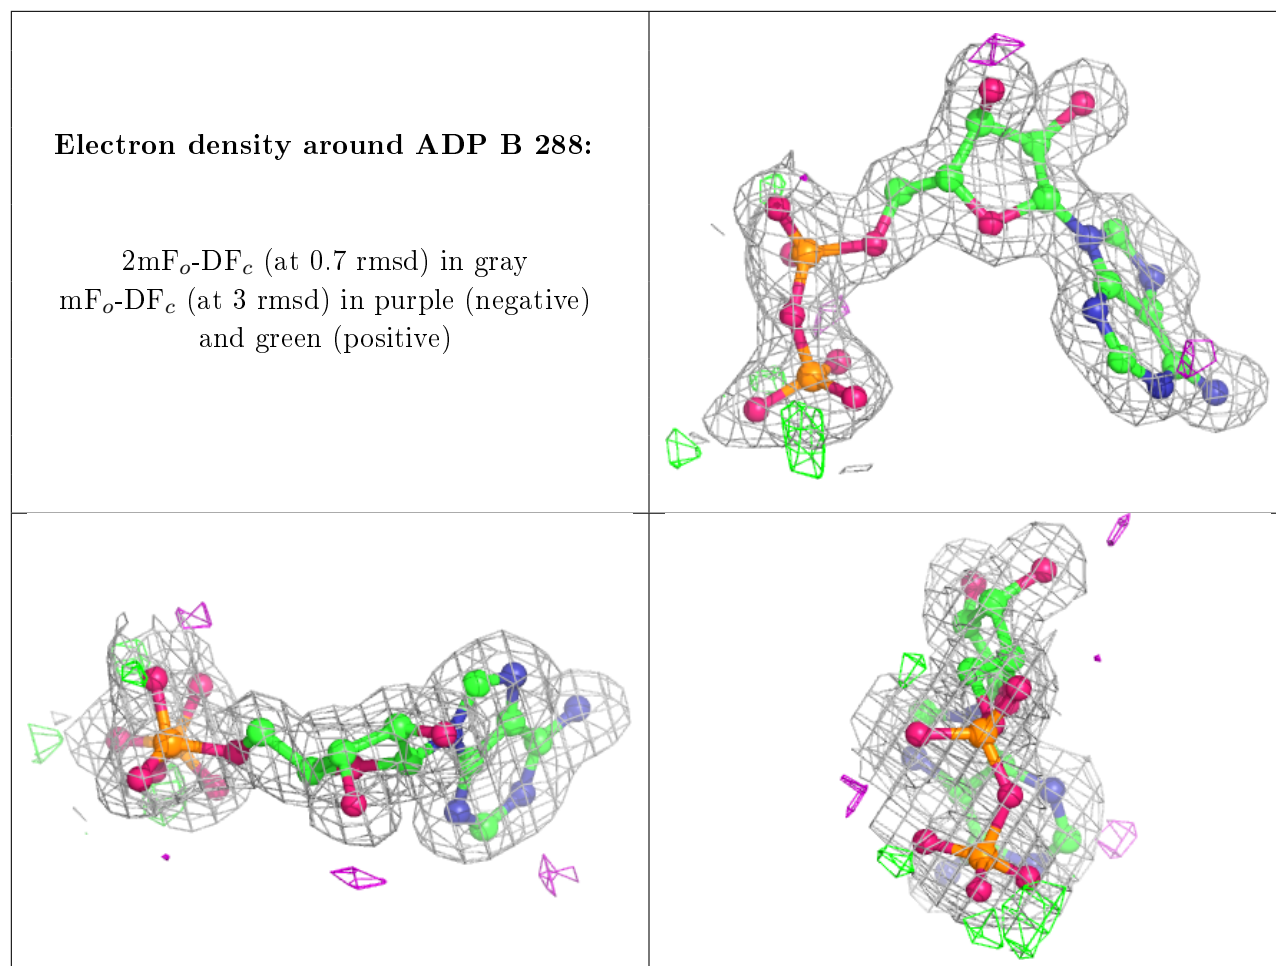 Electron density around ADP B 288:
2mFo-DFc (at 0.7 rmsd) in gray
mFo-DFc (at 3 rmsd) in purple (negative)
and green (positive)